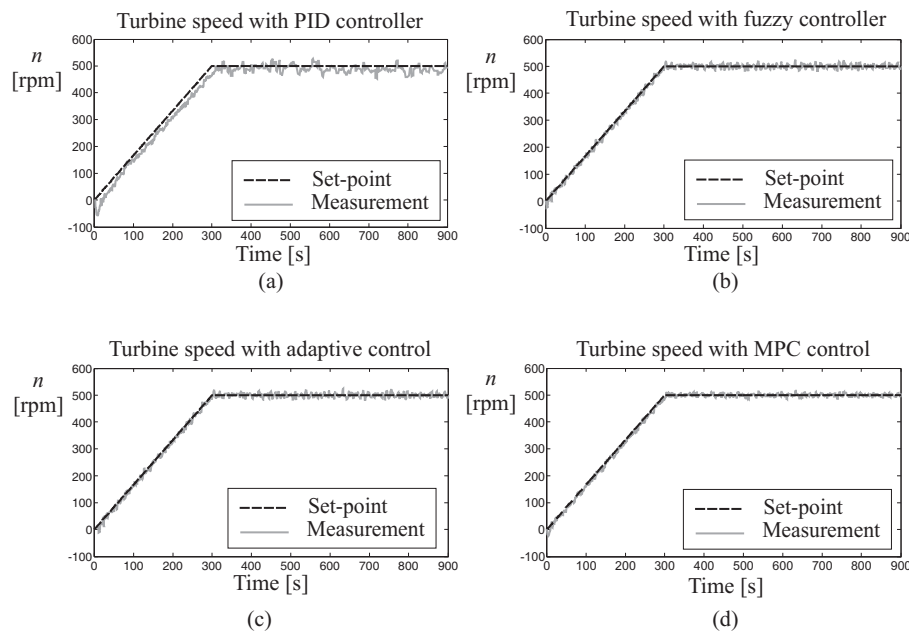 Turbine speed with PID controller
n
[rpm]
600
500
400
300
200
100
0
-100
0 100 200 300 400 500 600 700 800 900
Set-point
Measurement
Time [s]
(a)
Turbine speed with fuzzy controller
n
[rpm]
600
500
400
300
200
100
0
-100
0 100 200 300 400 500 600 700 800 900
Set-point
Measurement
Time [s]
(b)
Turbine speed with adaptive control
n
[rpm]
600
500
400
300
200
100
0
-100
0 100 200 300 400 500 600 700 800 900
Set-point
Measurement
Time [s]
(c)
Turbine speed with MPC control
n
[rpm]
600
500
400
300
200
100
0
-100
0 100 200 300 400 500 600 700 800 900
Set-point
Measurement
Time [s]
(d)